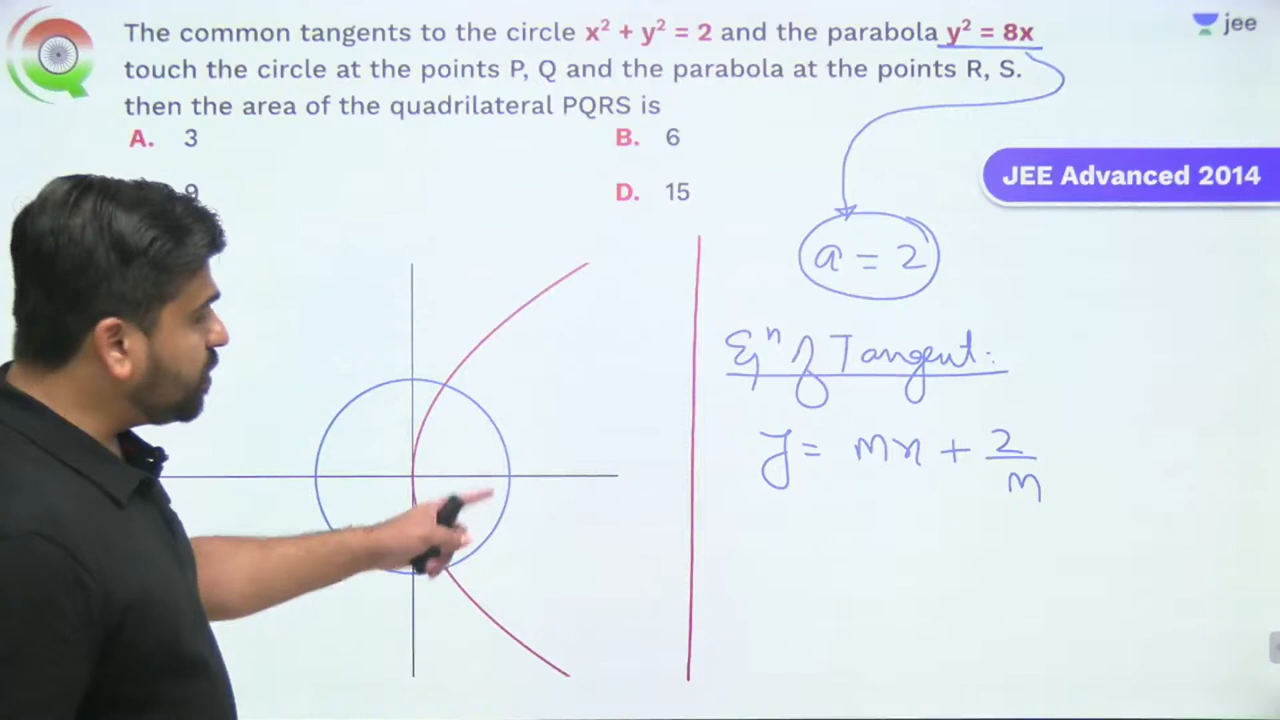 The common tangents to the circle x² + y² = 2 and the parabola y² = 8x
touch the circle at the points P, Q and the parabola at the points R, S.
then the area of the quadrilateral PQRS is
A. 3
B. 6
9
D. 15
jee
JEE Advanced 2014
a = 2
Eqⁿ of Tangent:
y = mx + 2/m